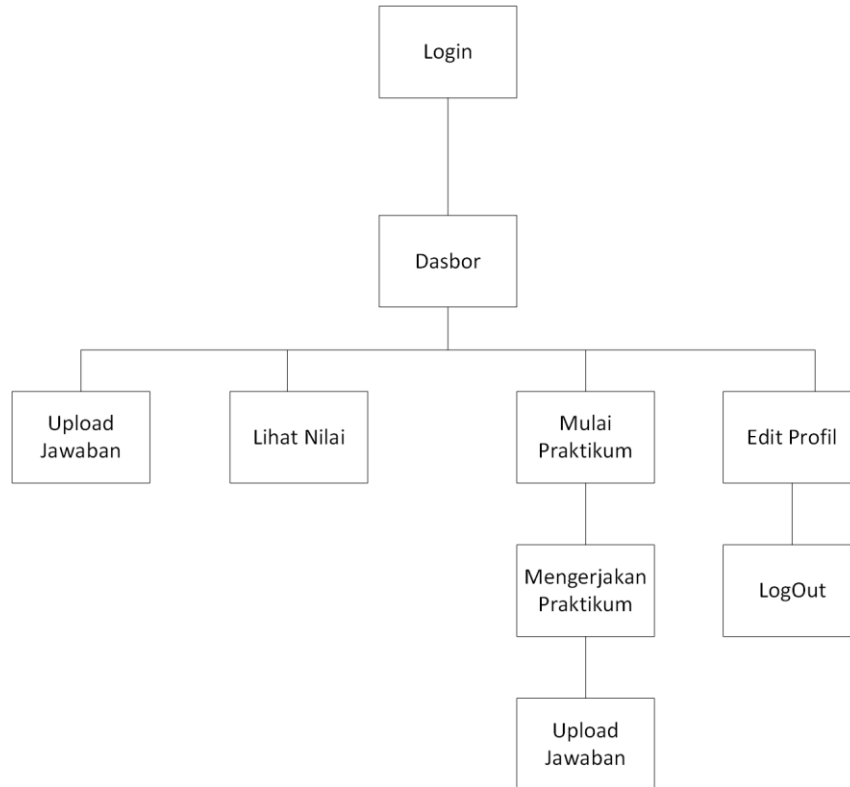 Login
Dasbor
Upload
Jawaban
Lihat Nilai
Mulai
Praktikum
Edit Profil
Mengerjakan
Praktikum
LogOut
Upload
Jawaban